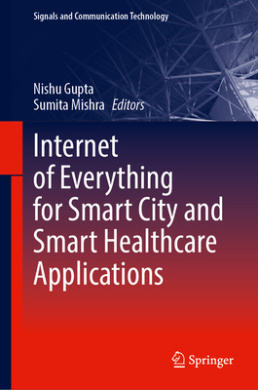 Signals and Communication Technology
Nishu Gupta
Sumita Mishra Editors
Internet
of Everything
for Smart City and
Smart Healthcare
Applications
Springer